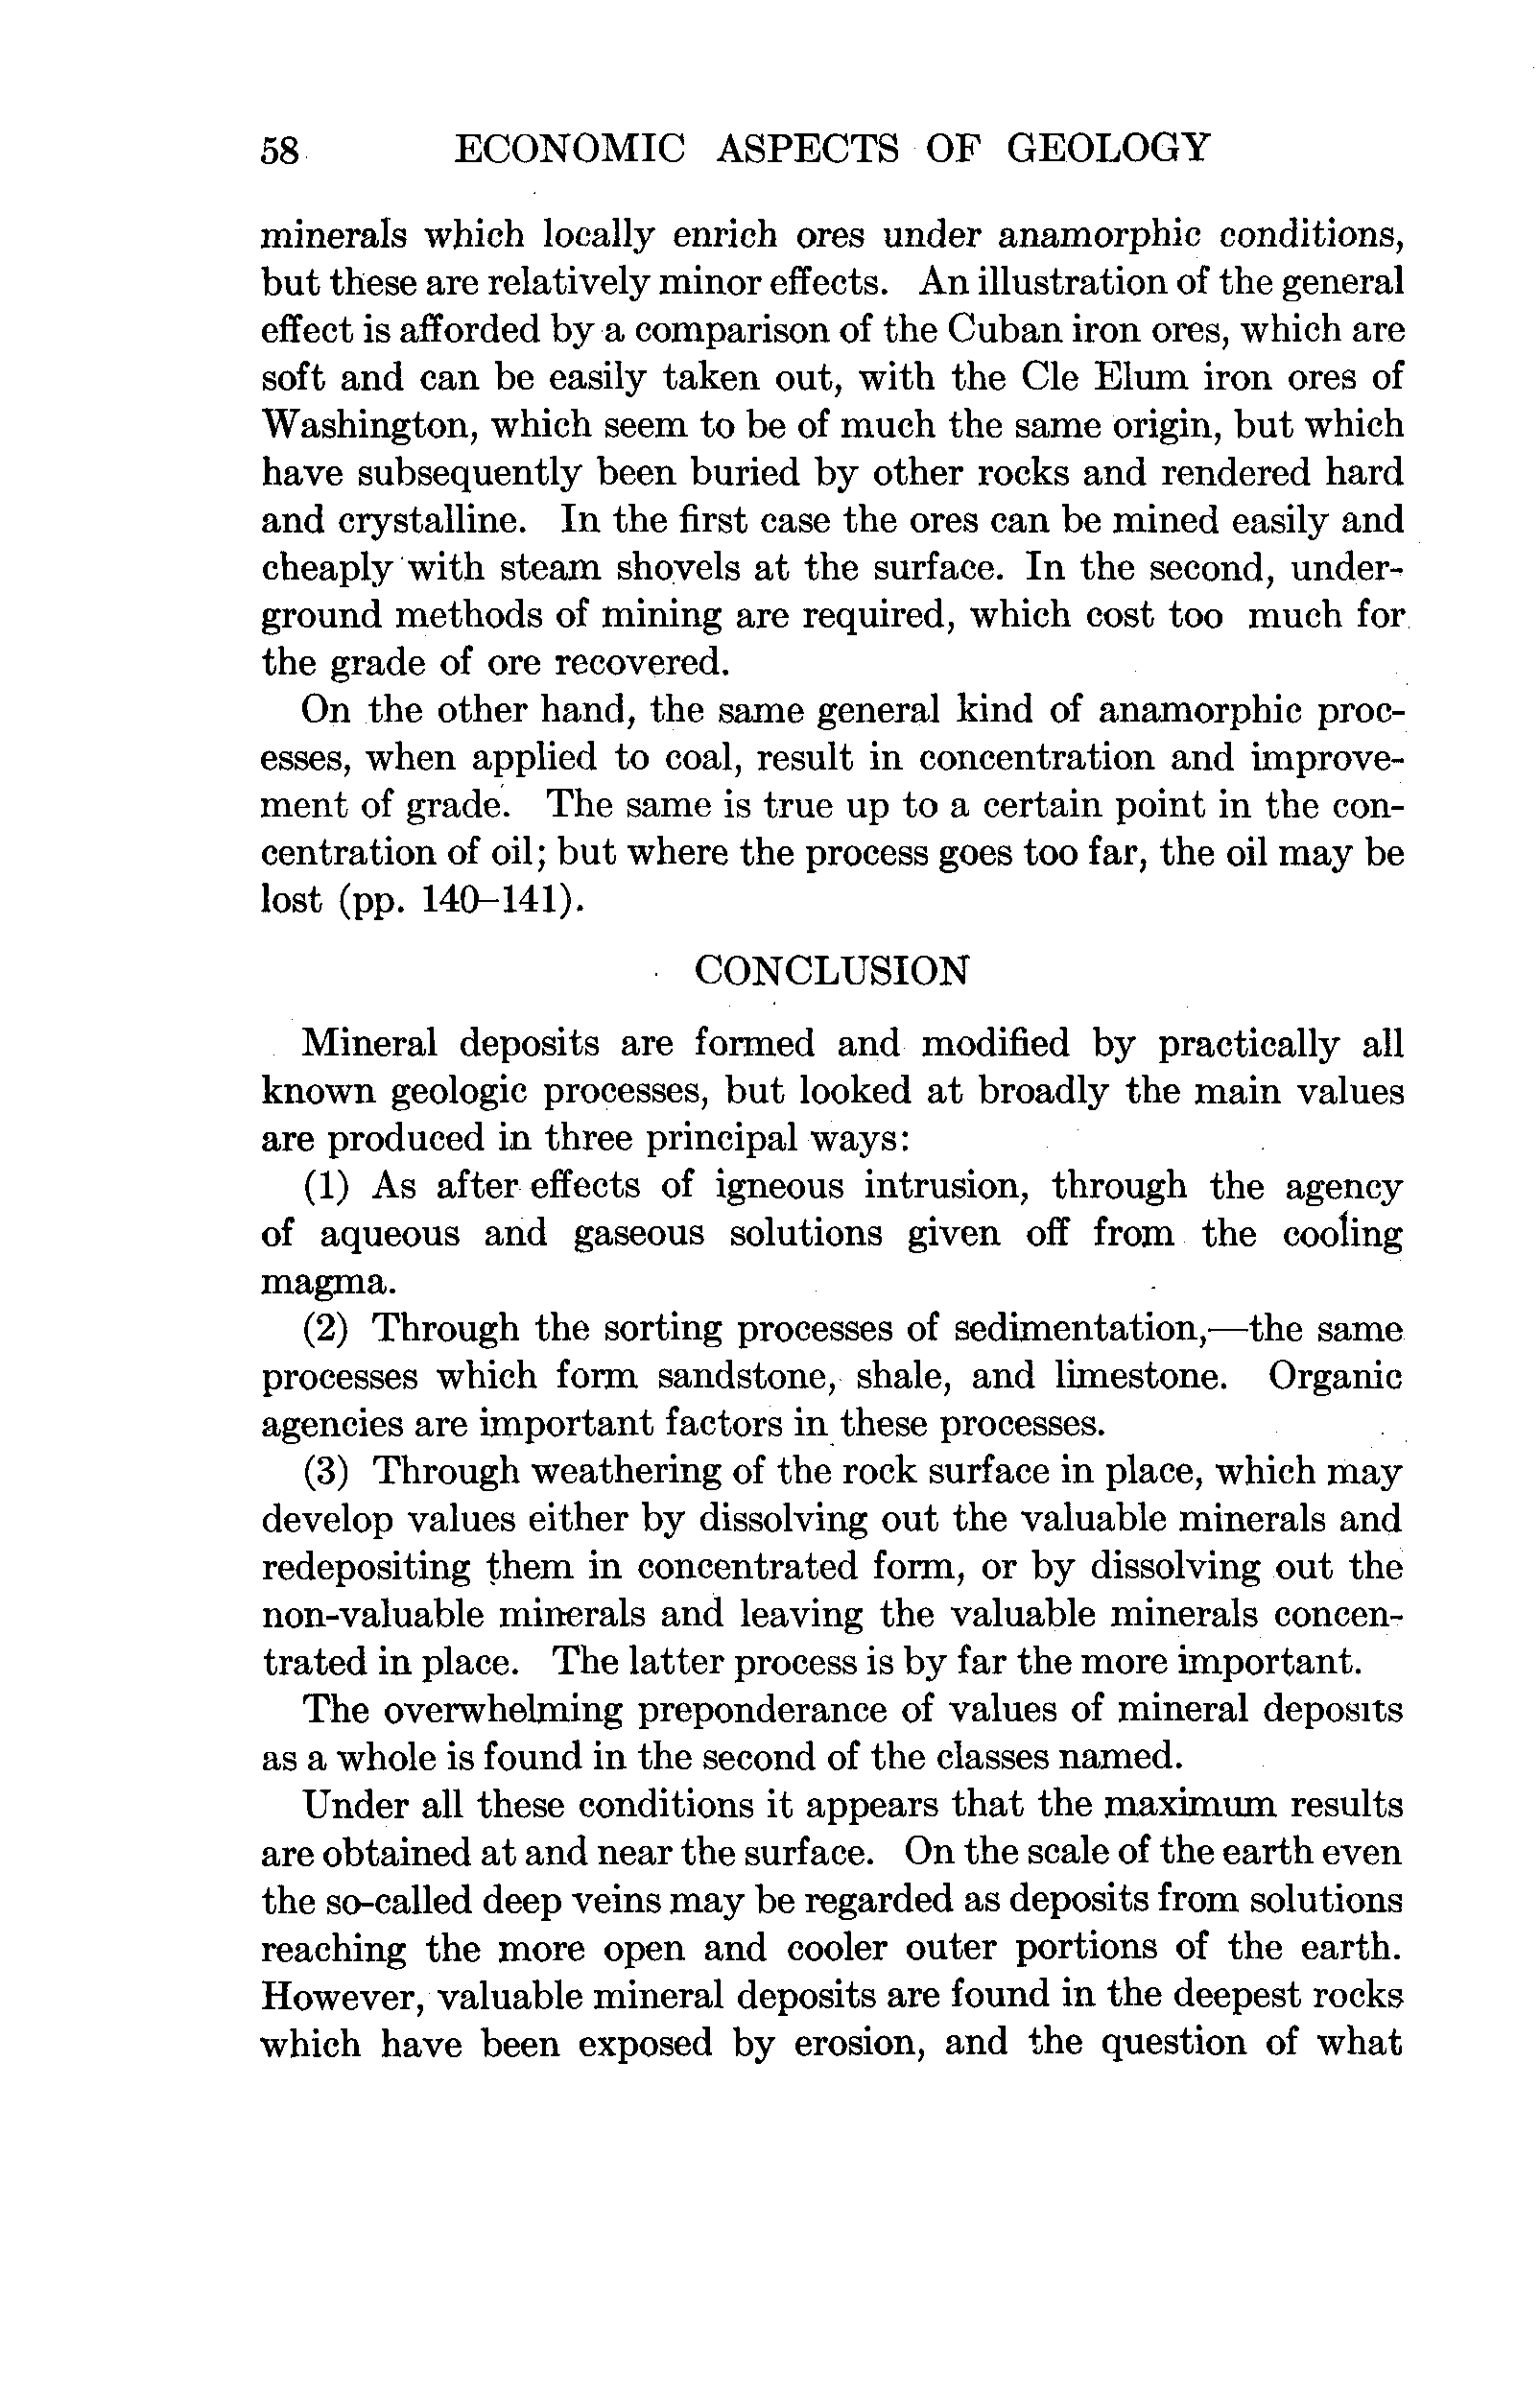 58 ECONOMIC ASPECTS OF GEOLOGY
minerals which locally enrich ores under anamorphic conditions,
but these are relatively minor effects. An illustration of the general
effect is afforded by a comparison of the Cuban iron ores, which are
soft and can be easily taken out, with the Cle Elum iron ores of
Washington, which seem to be of much the same origin, but which
have subsequently been buried by other rocks and rendered hard
and crystalline. In the first case the ores can be mined easily and
cheaply with steam shovels at the surface. In the second, under-
ground methods of mining are required, which cost too much for
the grade of ore recovered.
On the other hand, the same general kind of anamorphic proc-
esses, when applied to coal, result in concentration and improve-
ment of grade. The same is true up to a certain point in the con-
centration of oil; but where the process goes too far, the oil may be
lost (pp. 140–141).
CONCLUSION
Mineral deposits are formed and modified by practically all
known geologic processes, but looked at broadly the main values
are produced in three principal ways:
(1) As after effects of igneous intrusion, through the agency
of aqueous and gaseous solutions given off from the cooling
magma.
(2) Through the sorting processes of sedimentation,—the same
processes which form sandstone, shale, and limestone. Organic
agencies are important factors in these processes.
(3) Through weathering of the rock surface in place, which may
develop values either by dissolving out the valuable minerals and
redepositing them in concentrated form, or by dissolving out the
non-valuable minerals and leaving the valuable minerals concen-
trated in place. The latter process is by far the more important.
The overwhelming preponderance of values of mineral deposits
as a whole is found in the second of the classes named.
Under all these conditions it appears that the maximum results
are obtained at and near the surface. On the scale of the earth even
the so-called deep veins may be regarded as deposits from solutions
reaching the more open and cooler outer portions of the earth.
However, valuable mineral deposits are found in the deepest rocks
which have been exposed by erosion, and the question of what